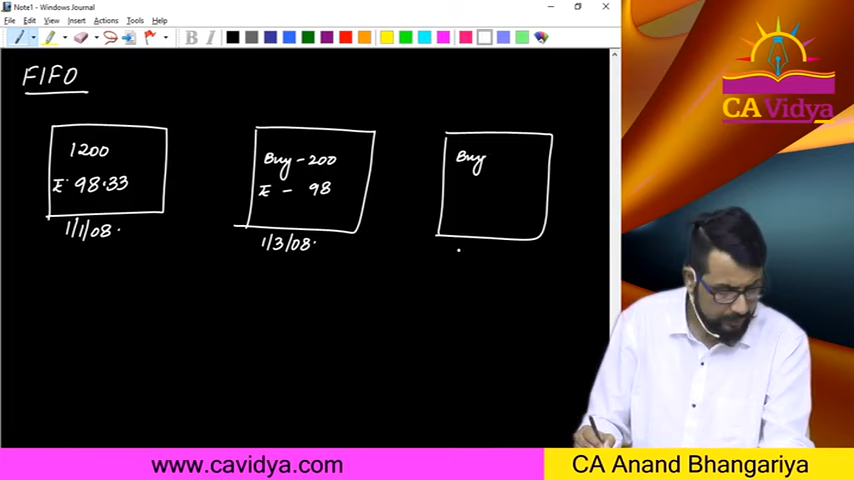 Note1 - Windows Journal
File Edit View Insert Actions Tools Help
B I
FIFO
1200
98.33
1/1/08.
Buy - 200
- 98
1/3/08.
Buy
CA Vidya
www.cavidya.com
CA Anand Bhangariya